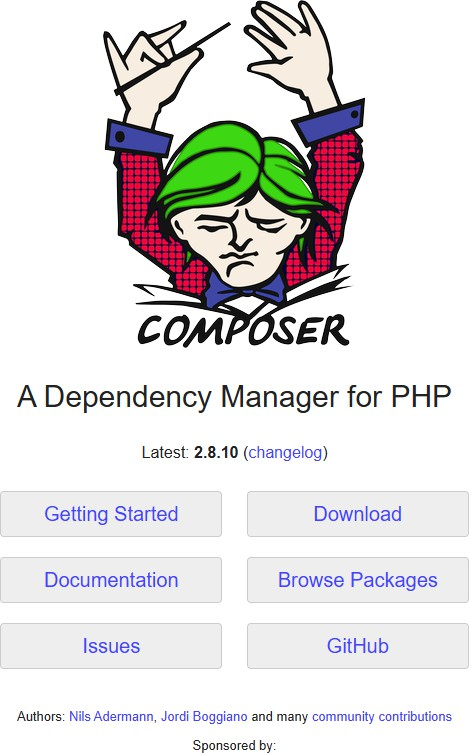 COMPOSER
A Dependency Manager for PHP
Latest: 2.8.10 (changelog)
Getting Started
Download
Documentation
Browse Packages
Issues
GitHub
Authors: Nils Adermann, Jordi Boggiano and many community contributions
Sponsored by: